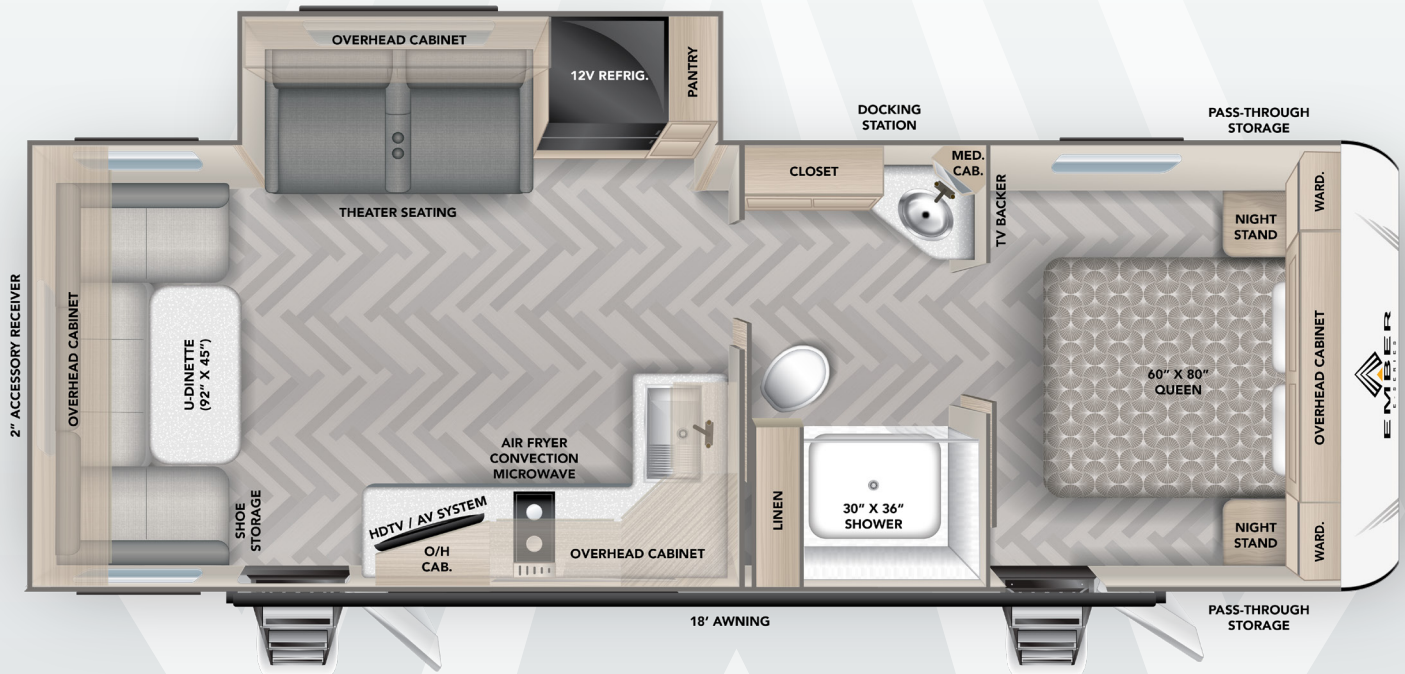 OVERHEAD CABINET
12V REFRIG.
PANTRY
THEATER SEATING
DOCKING
STATION
PASS-THROUGH
STORAGE
CLOSET
MED.
CAB.
TV BACKER
NIGHT
STAND
WARD.
2" ACCESSORY RECEIVER
OVERHEAD CABINET
U-DINETTE
(92" X 45")
60" X 80"
QUEEN
OVERHEAD CABINET
EMBER
E-SERIES
AIR FRYER
CONVECTION
MICROWAVE
SHOE
STORAGE
HDTV / AV SYSTEM
O/H
CAB.
OVERHEAD CABINET
LINEN
30" X 36"
SHOWER
NIGHT
STAND
WARD.
18' AWNING
PASS-THROUGH
STORAGE